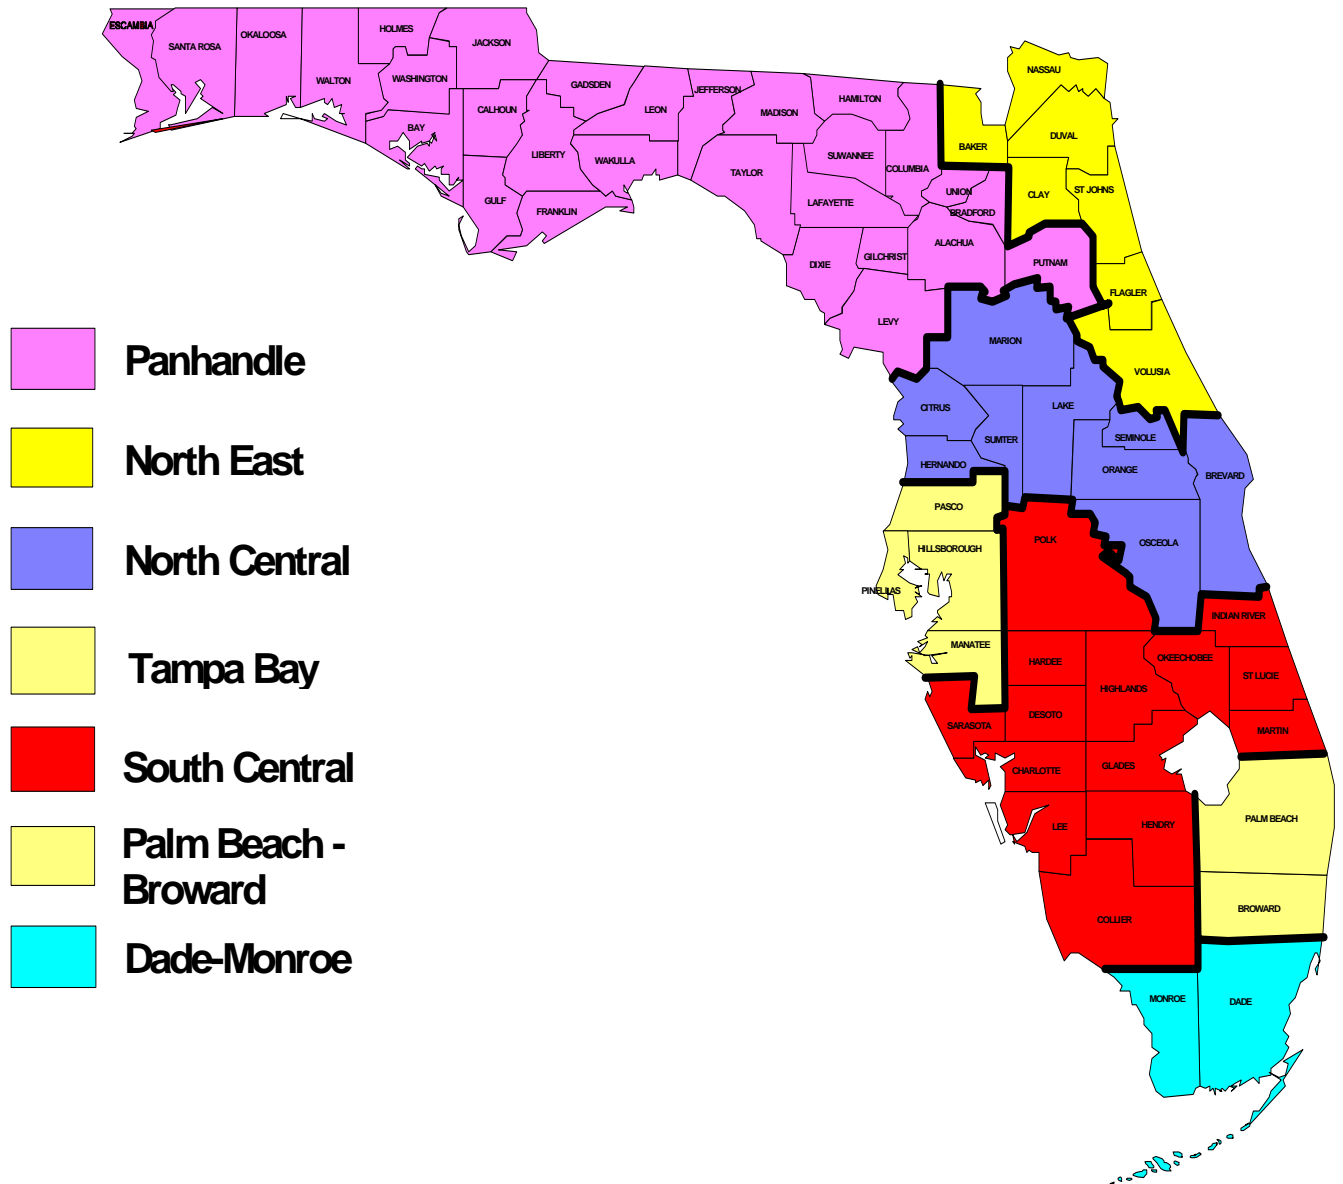 ESCAMBIA
SANTA ROSA
OKALOOSA
WALTON
HOLMES
WASHINGTON
JACKSON
BAY
CALHOUN
GULF
GADSDEN
LIBERTY
FRANKLIN
LEON
WAKULLA
JEFFERSON
MADISON
TAYLOR
HAMILTON
SUWANNEE
LAFAYETTE
COLUMBIA
DIXIE
GILCHRIST
UNION
BRADFORD
ALACHUA
LEVY
PUTNAM
NASSAU
BAKER
DUVAL
CLAY
ST JOHNS
FLAGLER
VOLUSIA
MARION
CITRUS
SUMTER
LAKE
HERNANDO
SEMINOLE
ORANGE
BREVARD
OSCEOLA
PASCO
HILLSBOROUGH
PINELLAS
MANATEE
POLK
INDIAN RIVER
HARDEE
OKEECHOBEE
HIGHLANDS
ST LUCIE
DESOTO
SARASOTA
MARTIN
CHARLOTTE
GLADES
LEE
HENDRY
COLLIER
PALM BEACH
BROWARD
MONROE
DADE
Panhandle
North East
North Central
Tampa Bay
South Central
Palm Beach -
Broward
Dade-Monroe